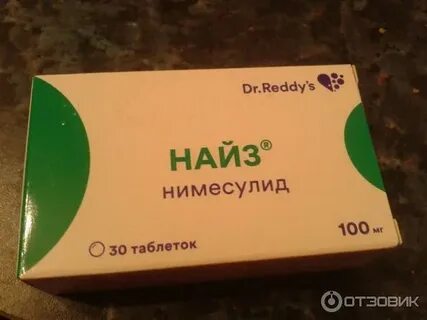 Dr.Reddy's
НАЙЗ®
нимесулид
30 таблеток
100 мг
ОТЗОВИК